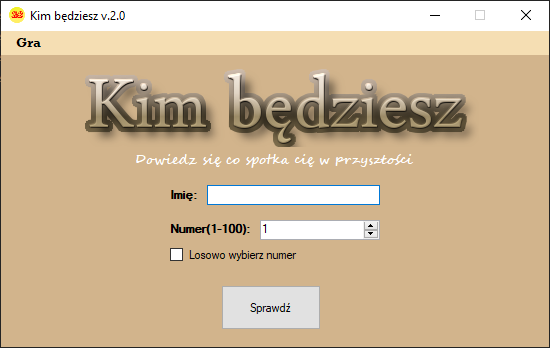 Kim będziesz v.2.0
Gra
Kim będziesz
Dowiedz się co spotka cię w przyszłości
Imię:
Numer(1-100): 1
Losowo wybierz numer
Sprawdź